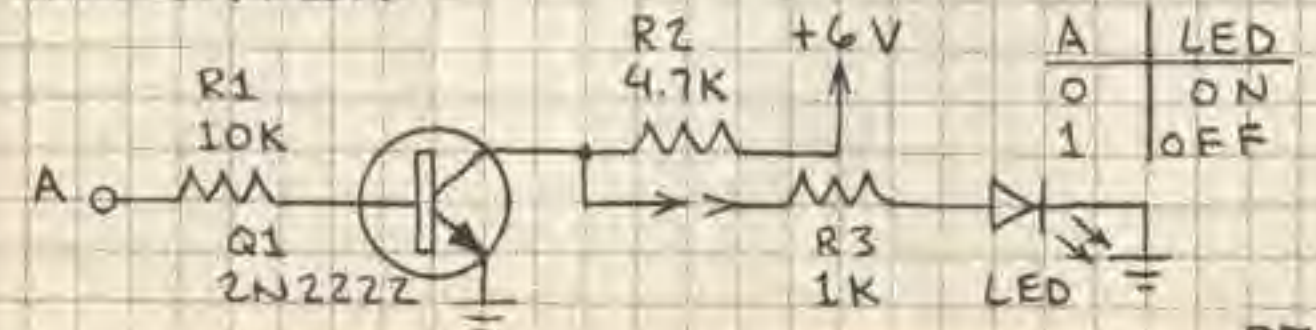 R2 +6V
4.7K
R1
10K
A
Q1
2N2222
R3
1K
LED
A LED
0 ON
1 OFF